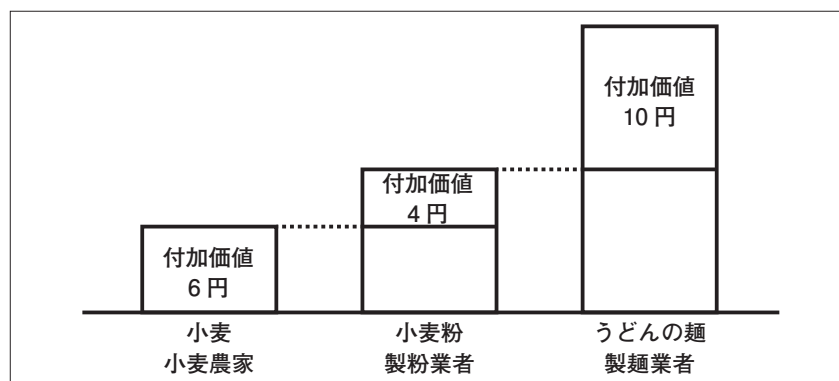 付加価値
10 円
付加価値
4 円
付加価値
6 円
小麦
小麦農家
小麦粉
製粉業者
うどんの麺
製麺業者